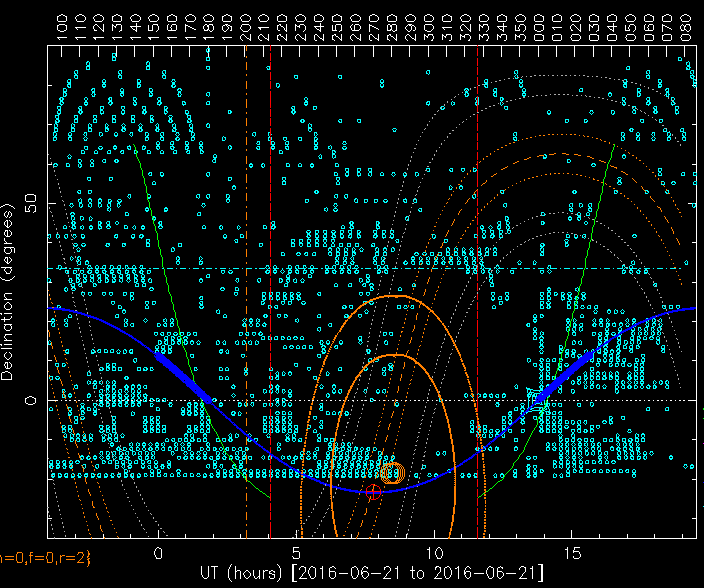 100 110 120 130 140 150 160 170 180 190 200 210 220 230 240 250 260 270 280 290 300 310 320 330 340 350 000 010 020 030 040 050 060 070 080
Declination (degrees)
50
0
n=0,f=0,r=2}
0 5 10 15
UT (hours) [2016-06-21 to 2016-06-21]